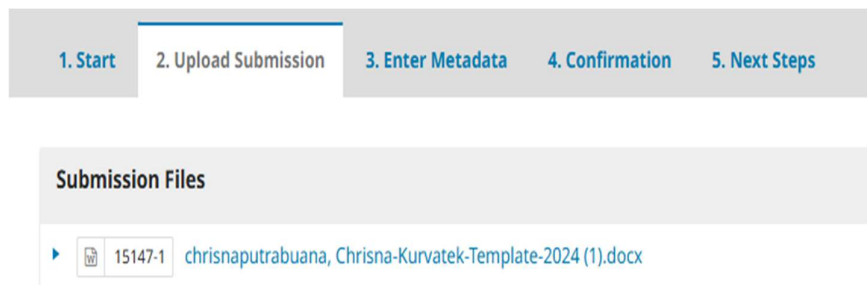 1. Start 2. Upload Submission 3. Enter Metadata 4. Confirmation 5. Next Steps
Submission Files
W 15147-1 chrisnaputrabuana, Chrisna-Kurvatek-Template-2024 (1).docx